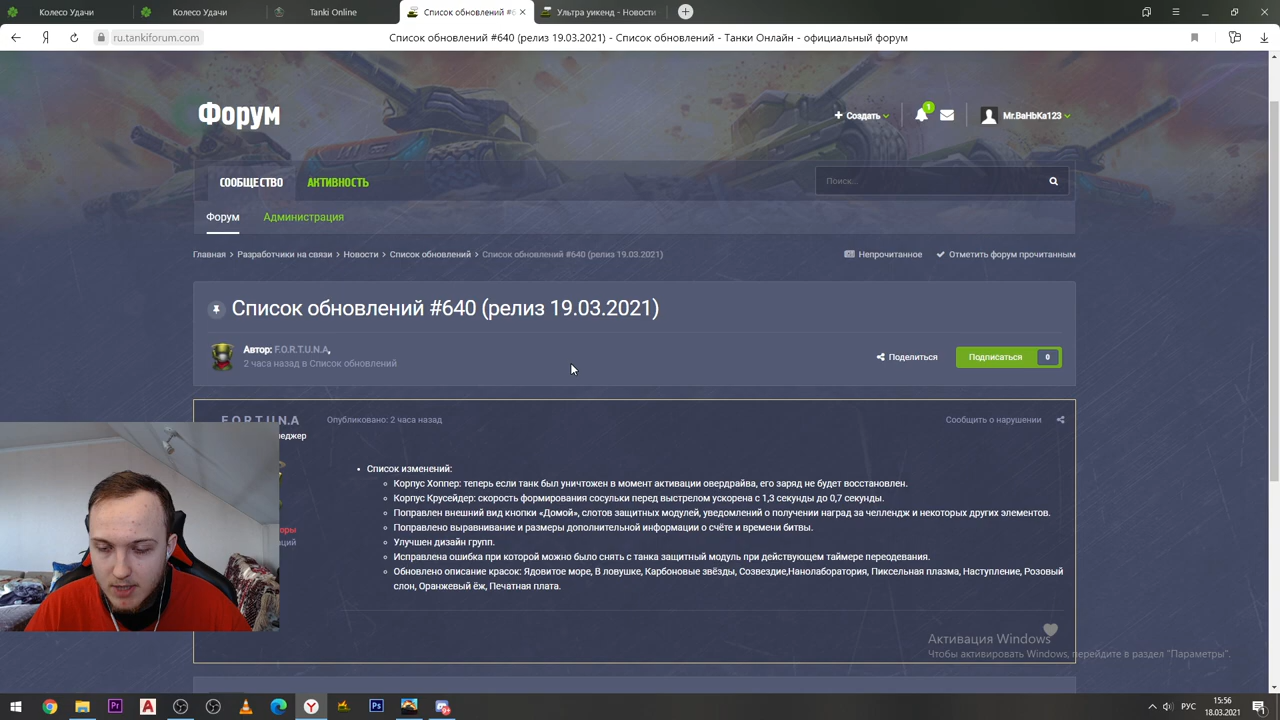 Колесо Удачи
Колесо Удачи
Tanki Online
Список обновлений #6
Ультра уикенд - Новости
ru.tankiforum.com
Список обновлений #640 (релиз 19.03.2021) - Список обновлений - Танки Онлайн - официальный форум
Форум
Создать
1
Mr.BaHbKa123
СООБЩЕСТВО
АКТИВНОСТЬ
Поиск...
Форум
Администрация
Главная > Разработчики на связи > Новости > Список обновлений > Список обновлений #640 (релиз 19.03.2021)
Непрочитанное
Отметить форум прочитанным
Список обновлений #640 (релиз 19.03.2021)
Автор: F.O.R.T.U.N.A,
2 часа назад в Список обновлений
Поделиться
Подписаться 0
F.O.R.T.U.N.A
Опубликовано: 2 часа назад
Сообщить о нарушении
еджер
Список изменений:
Корпус Хоппер: теперь если танк был уничтожен в момент активации овердрайва, его заряд не будет восстановлен.
Корпус Крусейдер: скорость формирования сосульки перед выстрелом ускорена с 1,3 секунды до 0,7 секунды.
Поправлен внешний вид кнопки «Домой», слотов защитных модулей, уведомлений о получении наград за челлендж и некоторых других элементов.
Поправлено выравнивание и размеры дополнительной информации о счёте и времени битвы.
оры
ций
Улучшен дизайн групп.
Исправлена ошибка при которой можно было снять с танка защитный модуль при действующем таймере переодевания.
Обновлено описание красок: Ядовитое море, В ловушке, Карбоновые звёзды, Созвездие,Нанолаборатория, Пиксельная плазма, Наступление, Розовый
слон, Оранжевый ёж, Печатная плата.
Активация Windows
Чтобы активировать Windows, перейдите в раздел "Параметры".
РУС
15:56
18.03.2021
1